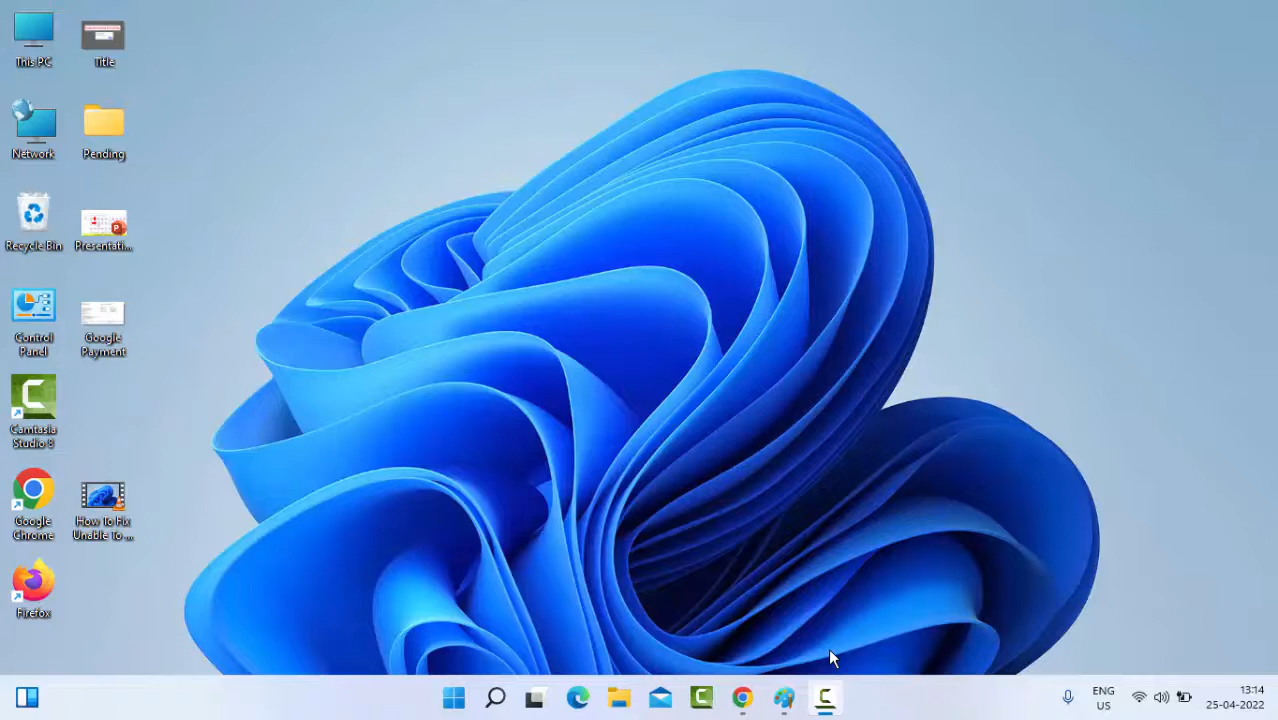 This PC
Title
Network
Pending
Recycle Bin
Presentati...
Control
Panel
Google
Payment
Camtasia
Studio 8
Google
Chrome
How To Fix
Unable To ...
Firefox
ENG
US
13:14
25-04-2022